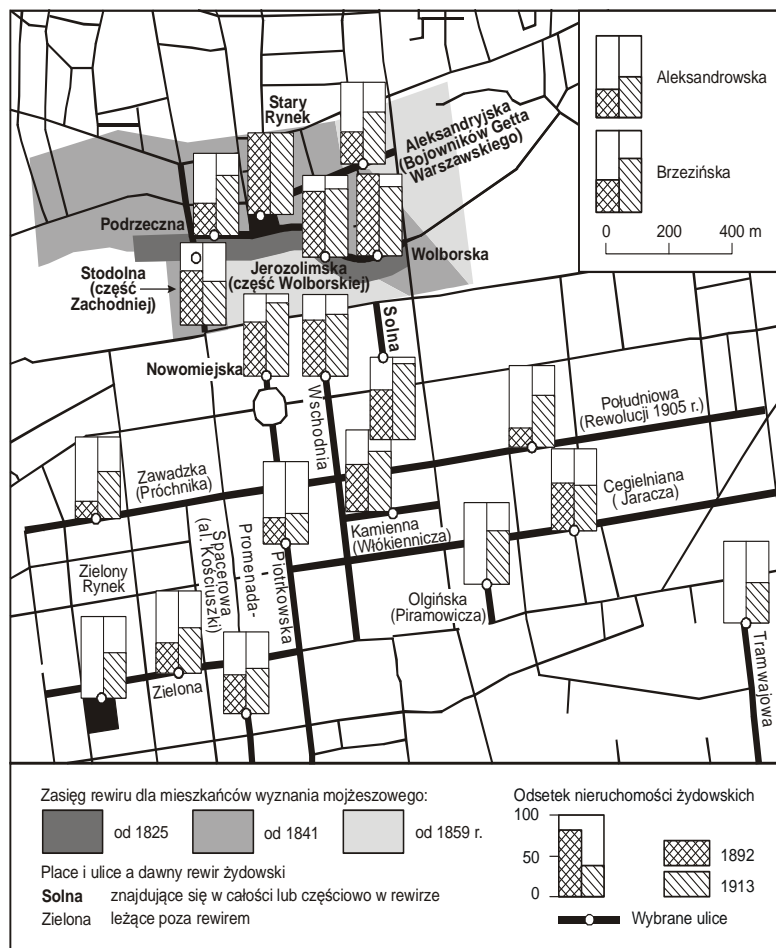 Aleksandrowska
Brzezińska
0 200 400 m
Stary
Rynek
Aleksandryjska
(Bojowników Getta
Warszawskiego)
Podrzeczna
Stodolna
(część
Zachodniej)
Jerozolimska
(część Wolborskiej)
Wolborska
Nowomiejska
Wschodnia
Solna
Południowa
(Rewolucji 1905 r.)
Zawadzka
(Próchnika)
Cegielniana
( Jaracza)
Kamienna
(Włókiennicza)
Zielony
Rynek
Promenada-
Spacerowa
(al. Kościuszki)
Piotrkowska
Olgińska
(Piramowicza)
Zielona
Tramwajowa
Zasięg rewiru dla mieszkańców wyznania mojżeszowego:
od 1825
od 1841
od 1859 r.
Place i ulice a dawny rewir żydowski
Solna znajdujące się w całości lub częściowo w rewirze
Zielona leżące poza rewirem
Odsetek nieruchomości żydowskich
100
50
0
1892
1913
Wybrane ulice